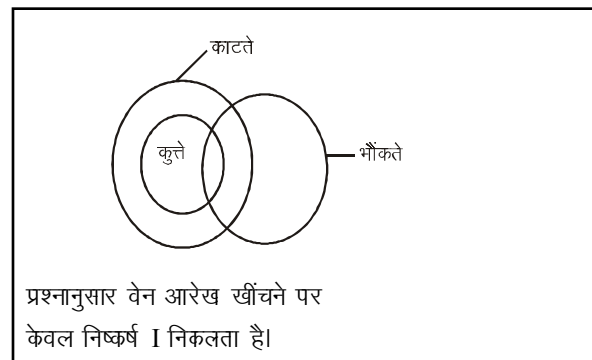 काटते
कुत्ते
भौंकते
प्रश्नानुसार वेन आरेख खींचने पर
केवल निष्कर्ष I निकलता है।